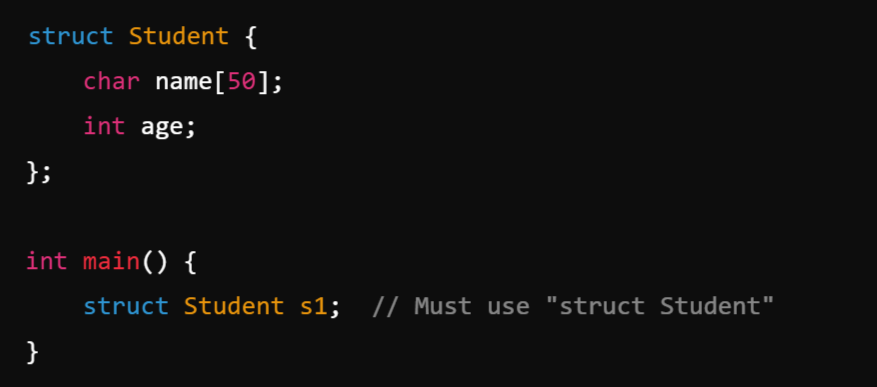 struct Student {
    char name[50];
    int age;
};

int main() {
    struct Student s1;  // Must use "struct Student"
}